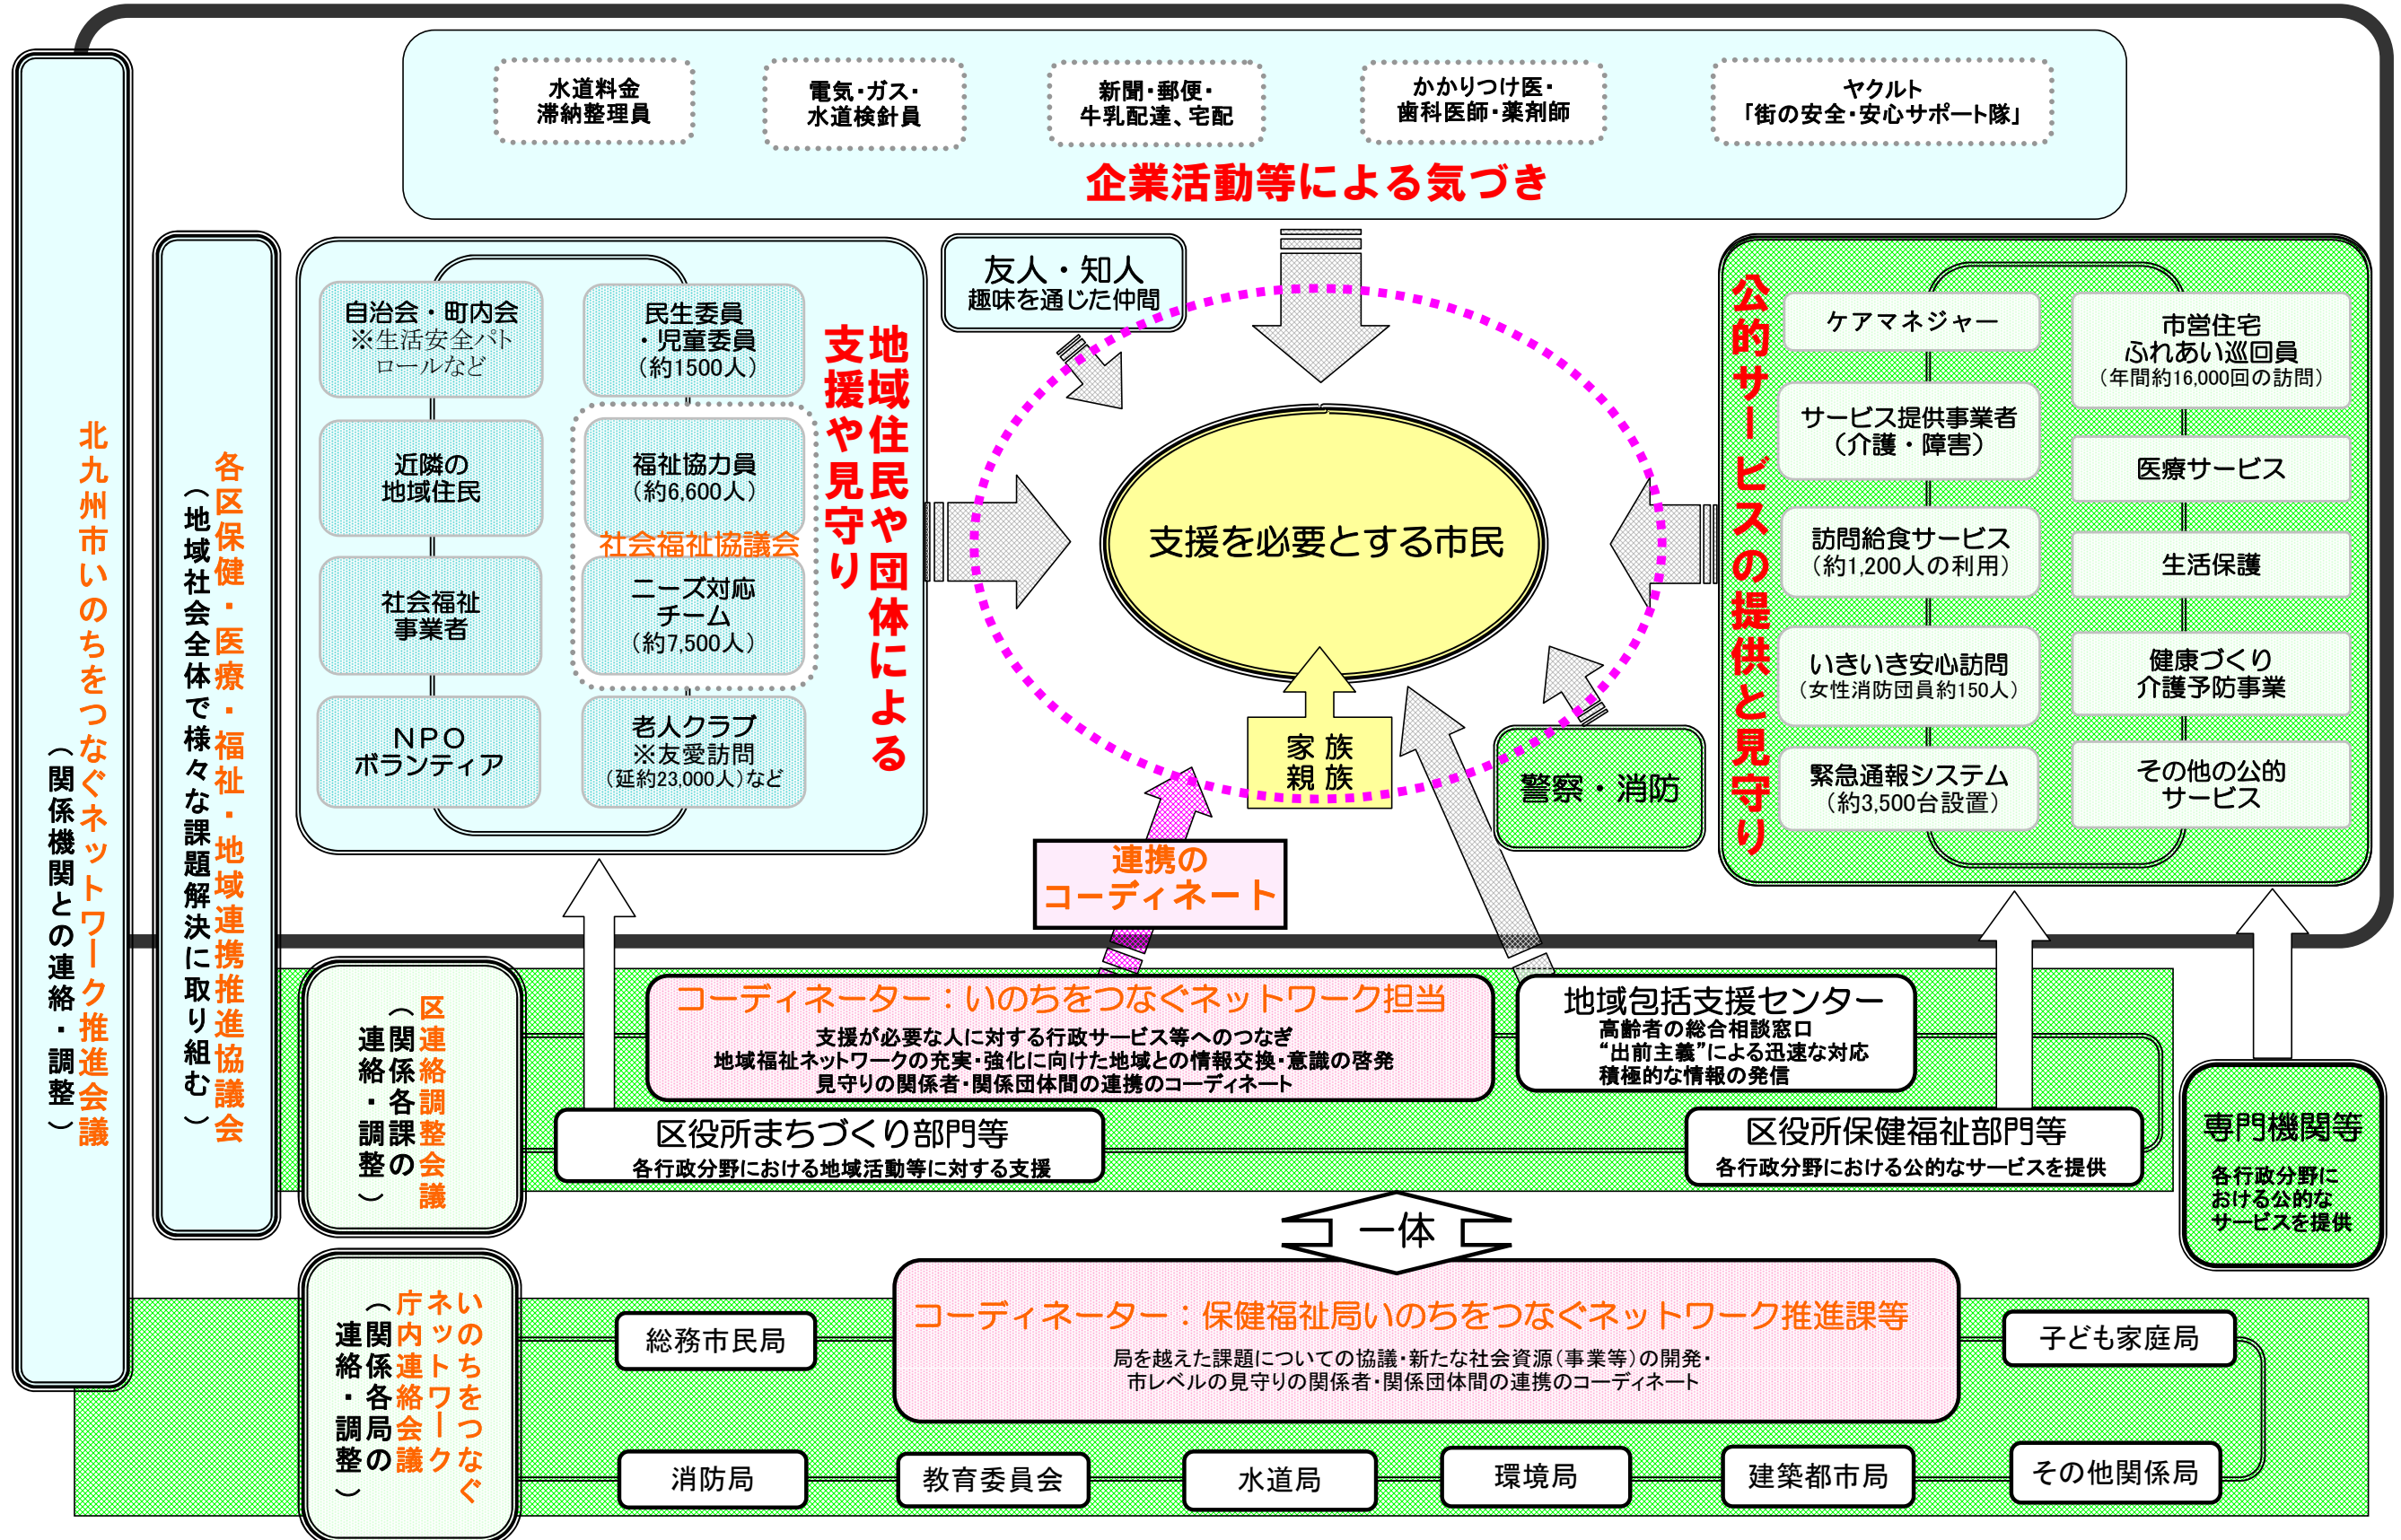 水道料金
滞納整理員
電気・ガス・
水道検針員
新聞・郵便・
牛乳配達、宅配
かかりつけ医・
歯科医師・薬剤師
ヤクルト
「街の安全・安心サポート隊」
企業活動等による気づき
北九州市いのちをつなぐネットワーク推進会議
（関係機関との連絡・調整）
各区保健・医療・福祉・地域連携推進協議会
（地域社会全体で様々な課題解決に取り組む）
自治会・町内会
※生活安全パト
ロールなど
近隣の
地域住民
社会福祉
事業者
ＮＰＯ
ボランティア
民生委員
・児童委員
（約1500人）
福祉協力員
（約6,600人）
社会福祉協議会
ニーズ対応
チーム
（約7,500人）
老人クラブ
※友愛訪問
（延約23,000人）など
地域住民や団体による
支援や見守り
友人・知人
趣味を通じた仲間
支援を必要とする市民
家族
親族
警察・消防
連携の
コーディネート
公的サービスの提供と見守り
ケアマネジャー
サービス提供事業者
（介護・障害）
訪問給食サービス
（約1,200人の利用）
いきいき安心訪問
（女性消防団員約150人）
緊急通報システム
（約3,500台設置）
市営住宅
ふれあい巡回員
（年間約16,000回の訪問）
医療サービス
生活保護
健康づくり
介護予防事業
その他の公的
サービス
区連絡調整会議
（関係各課の
連絡・調整）
コーディネーター：いのちをつなぐネットワーク担当
支援が必要な人に対する行政サービス等へのつなぎ
地域福祉ネットワークの充実・強化に向けた地域との情報交換・意識の啓発
見守りの関係者・関係団体間の連携のコーディネート
地域包括支援センター
高齢者の総合相談窓口
“出前主義”による迅速な対応
積極的な情報の発信
区役所まちづくり部門等
各行政分野における地域活動等に対する支援
区役所保健福祉部門等
各行政分野における公的なサービスを提供
専門機関等
各行政分野に
おける公的な
サービスを提供
一体
いのちをつなぐ
ネットワーク
庁内連絡会議
（関係各局の
連絡・調整）
コーディネーター：保健福祉局いのちをつなぐネットワーク推進課等
局を越えた課題についての協議・新たな社会資源（事業等）の開発・
市レベルの見守りの関係者・関係団体間の連携のコーディネート
総務市民局
子ども家庭局
消防局
教育委員会
水道局
環境局
建築都市局
その他関係局